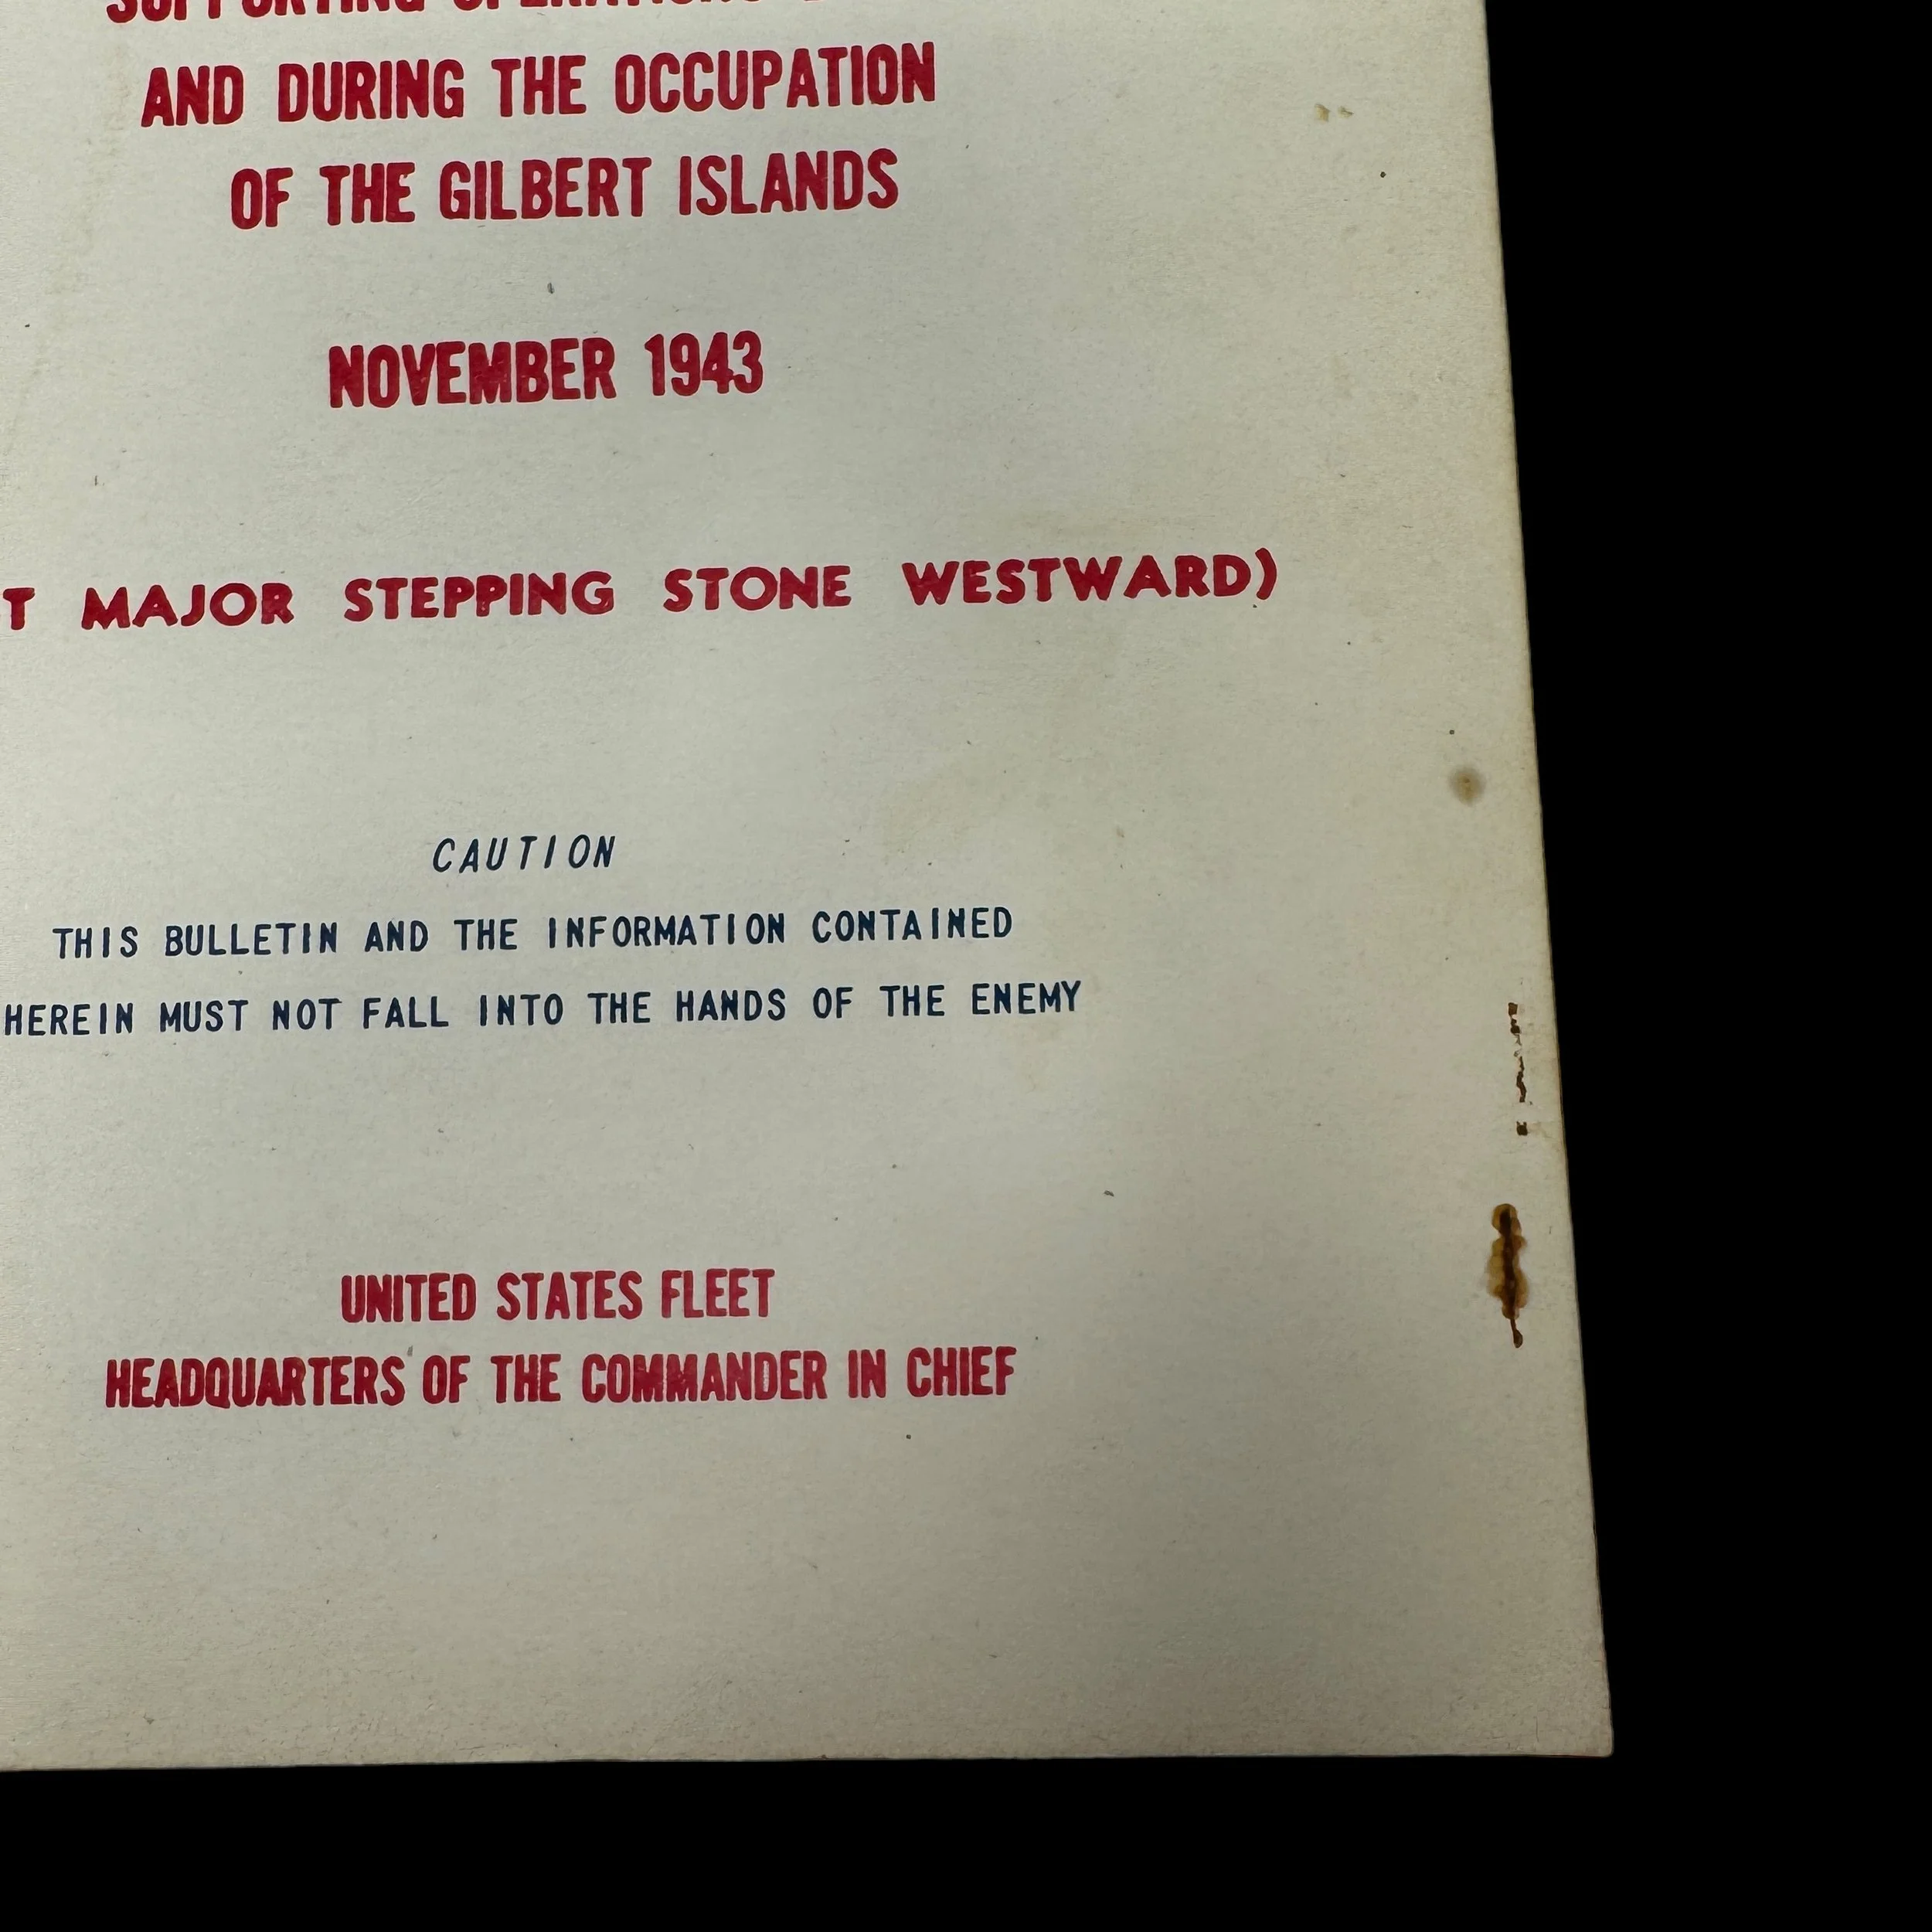 SUPPORTING OPERATIONS
AND DURING THE OCCUPATION
OF THE GILBERT ISLANDS
NOVEMBER 1943
T MAJOR STEPPING STONE WESTWARD)
CAUTION
THIS BULLETIN AND THE INFORMATION CONTAINED
HEREIN MUST NOT FALL INTO THE HANDS OF THE ENEMY
UNITED STATES FLEET
HEADQUARTERS OF THE COMMANDER IN CHIEF